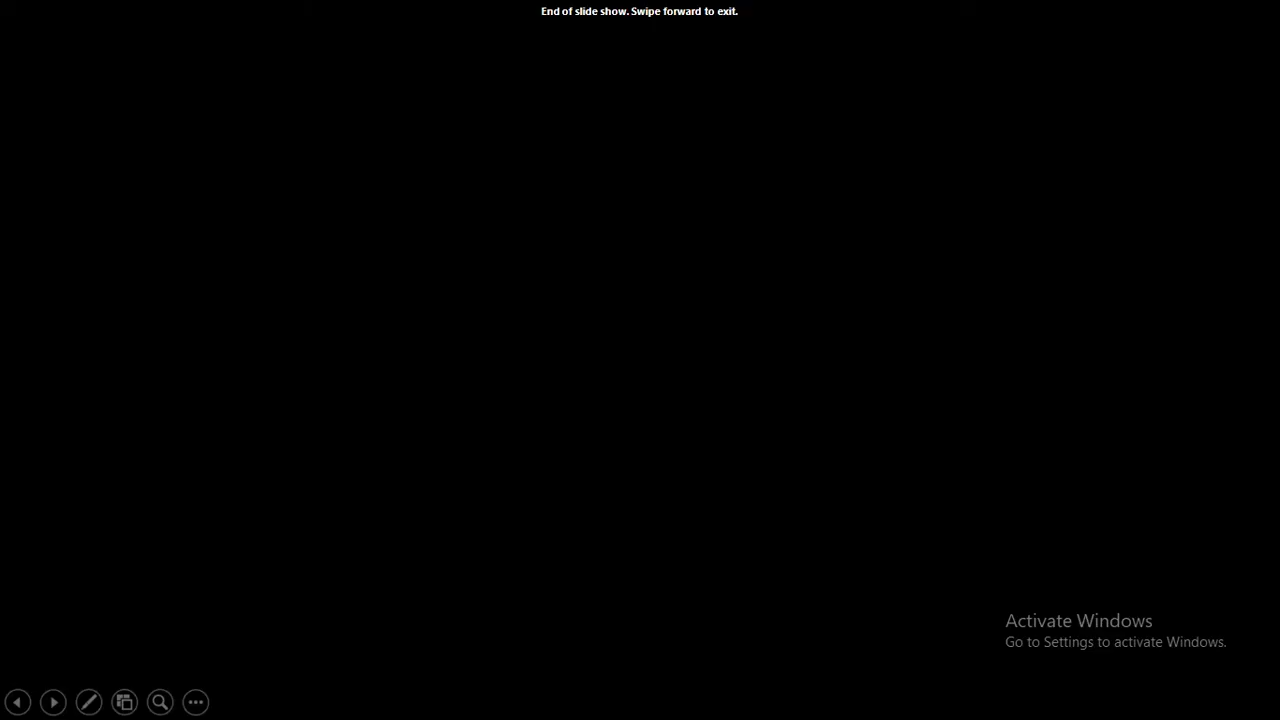 End of slide show. Swipe forward to exit.
Activate Windows
Go to Settings to activate Windows.